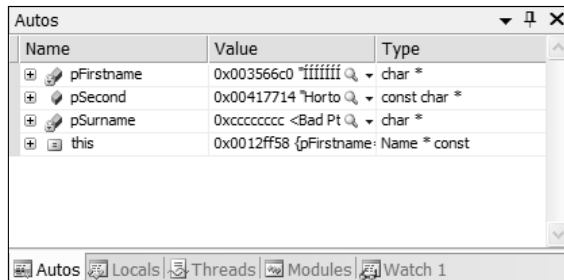 Autos
Name Value Type
pFirstname 0x003566c0 "ÍÍÍÍÍÍÍ char *
pSecond 0x00417714 "Horto const char *
pSurname 0xcccccccc <Bad Pt char *
this 0x0012ff58 {pFirstname= Name * const
Autos Locals Threads Modules Watch 1